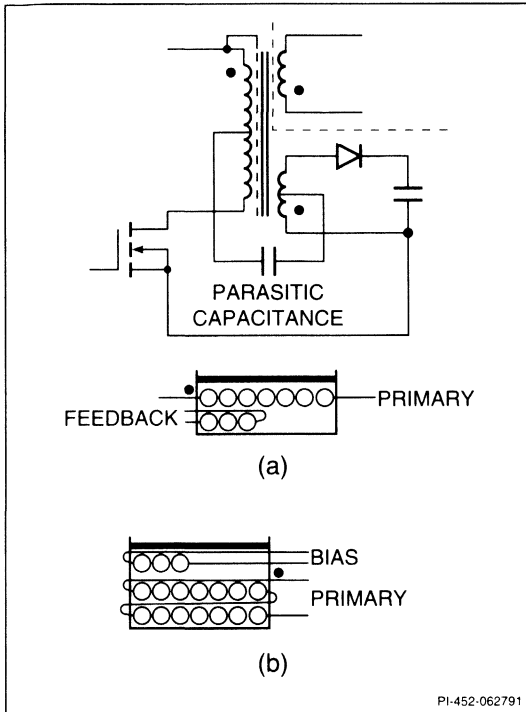 PARASITIC
CAPACITANCE
PRIMARY
FEEDBACK
(a)
BIAS
PRIMARY
(b)
PI-452-062791